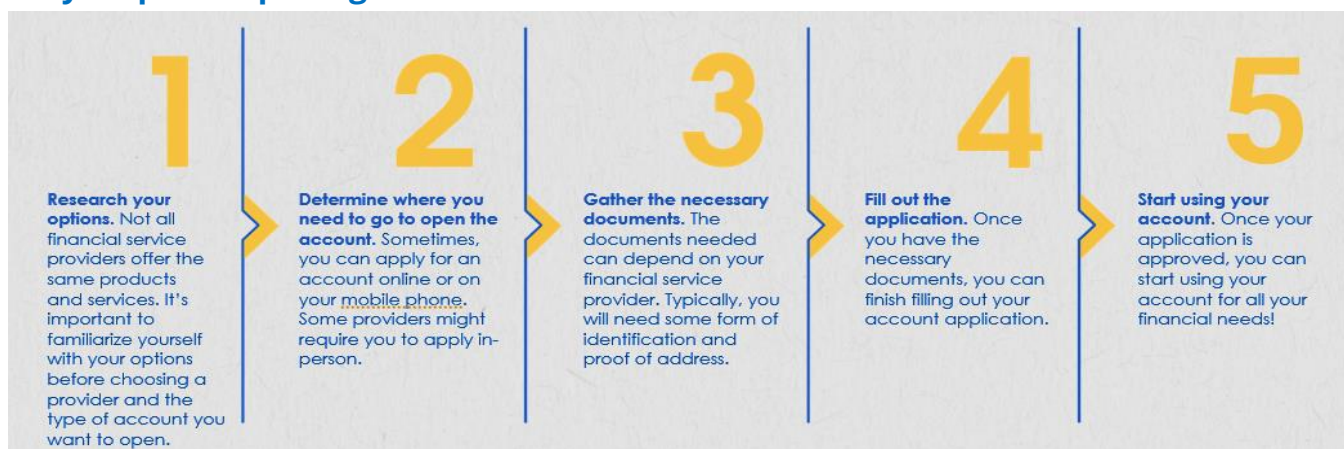 1
Research your
options. Not all
financial service
providers offer the
same products
and services. It's
important to
familiarize yourself
with your options
before choosing a
provider and the
type of account you
want to open.
2
Determine where you
need to go to open the
account. Sometimes,
you can apply for an
account online or on
your mobile phone.
Some providers might
require you to apply in-
person.
3
Gather the necessary
documents. The
documents needed
can depend on your
financial service
provider. Typically, you
will need some form of
identification and
proof of address.
4
Fill out the
application. Once
you have the
necessary
documents, you can
finish filling out your
account application.
5
Start using your
account. Once your
application is
approved, you can
start using your
account for all your
financial needs!